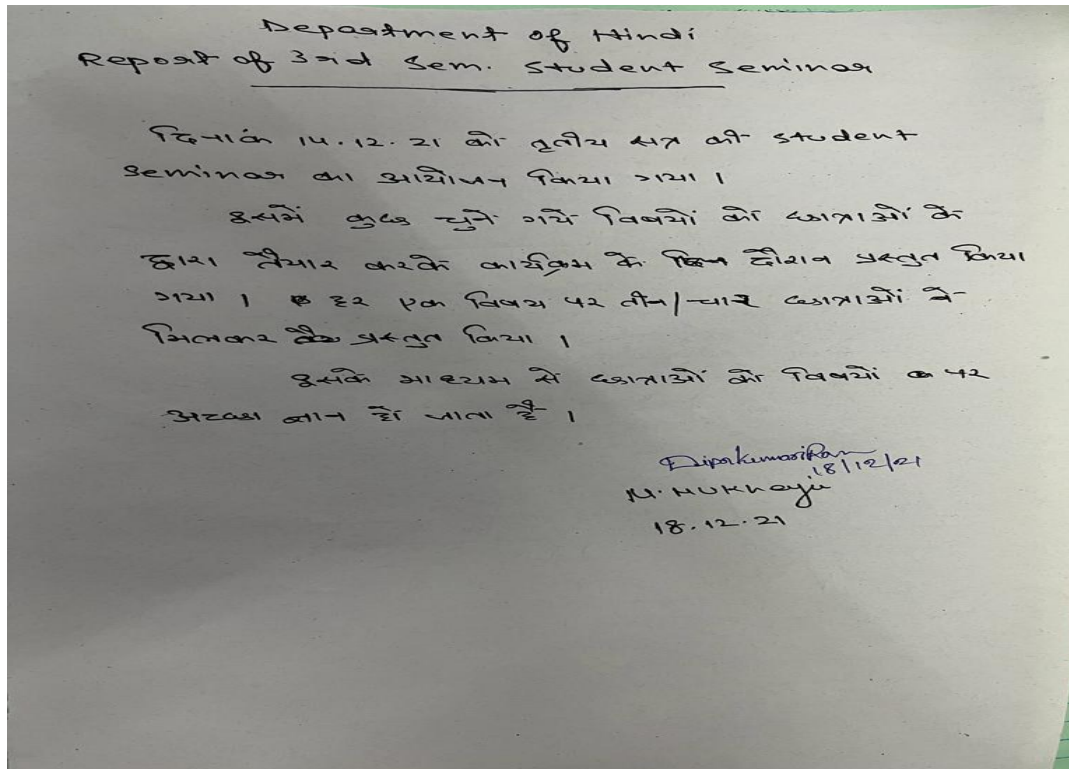 Department of Hindi
Report of 3rd Sem. Student Seminar
दिनांक 14.12.21 को तृतीय सत्र की student
seminar का आयोजन किया गया ।
इसमें कुछ चुने गये विषयों को छात्राओं के
द्वारा तैयार करके कार्यक्रम के दौरान प्रस्तुत किया
गया । हर एक विषय पर तीन/चार छात्राओं ने
मिलकर प्रस्तुत किया ।
इसके माध्यम से छात्राओं को विषयों पर
अच्छा ज्ञान हो जाता है ।
18/12/21
M. Mukherjee
18.12.21